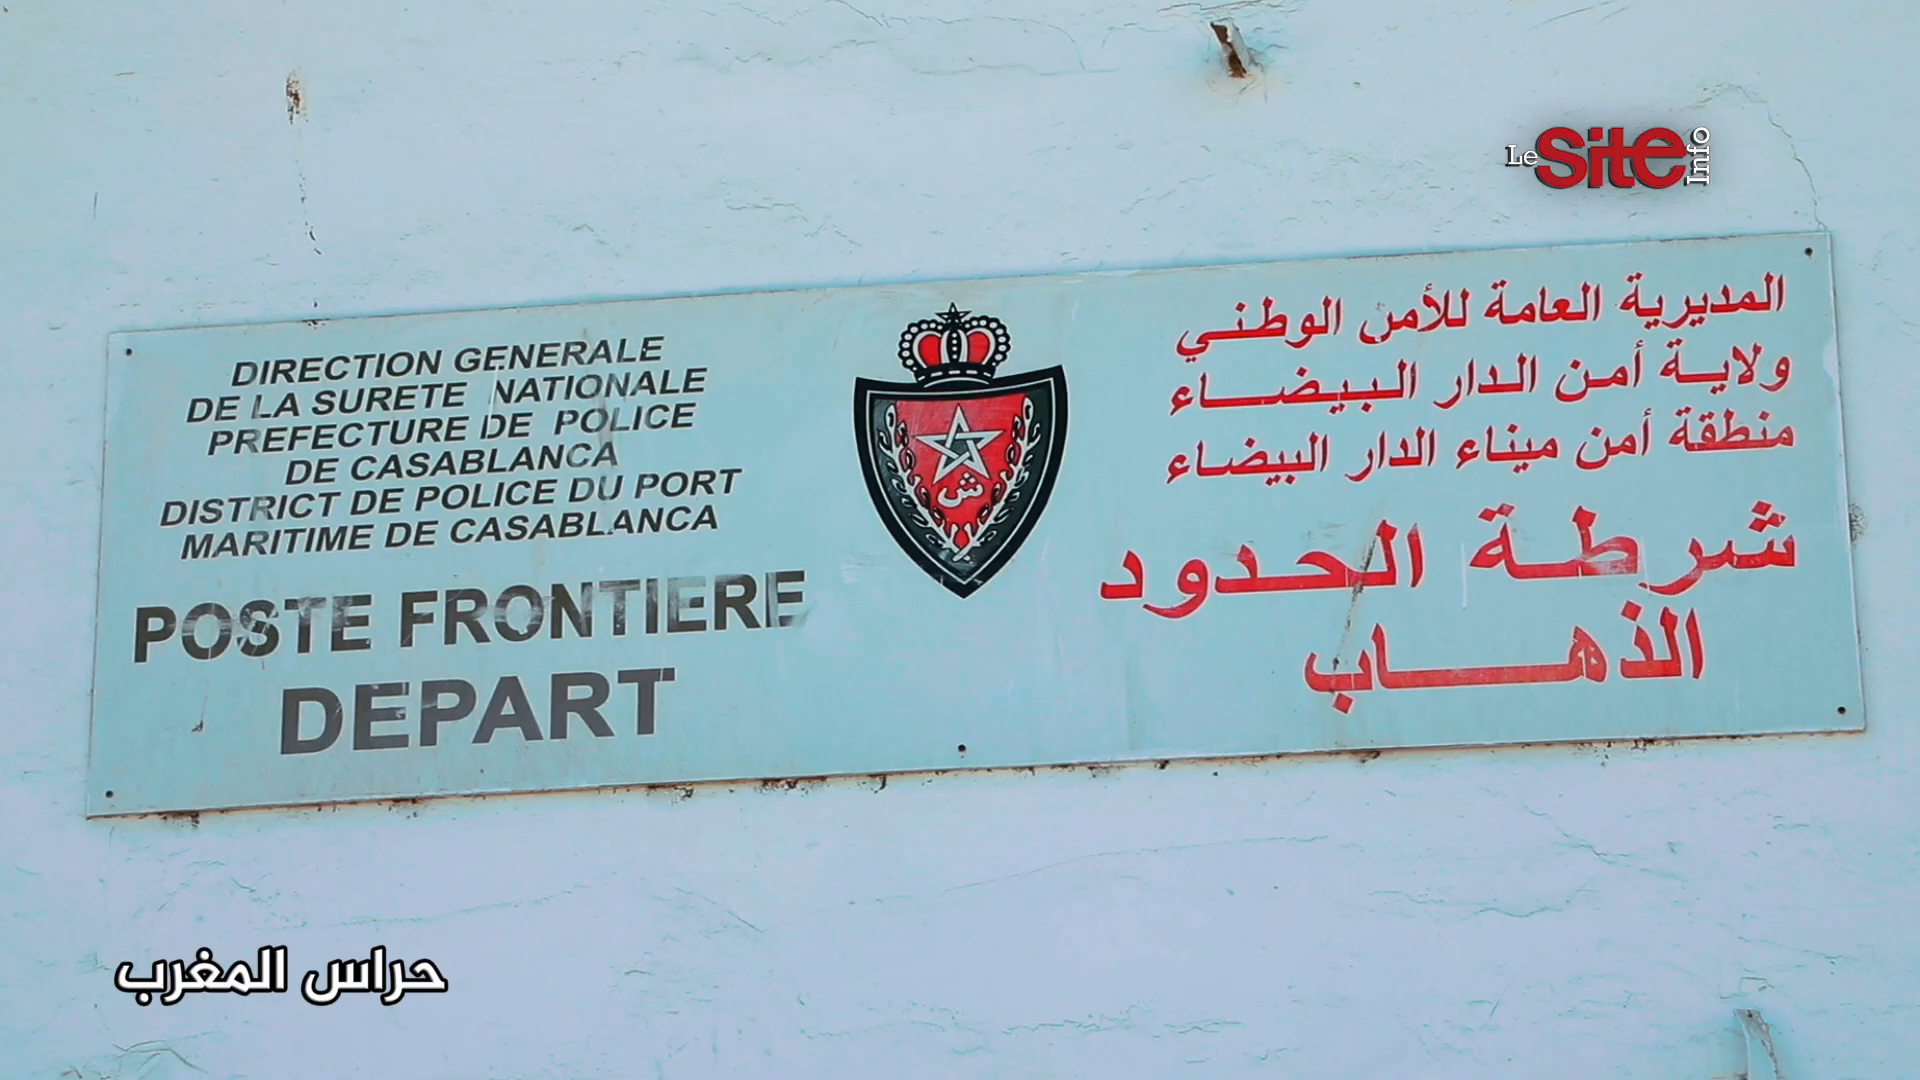 Le Site Info
DIRECTION GENERALE
DE LA SURETE NATIONALE
PREFECTURE DE POLICE
DE CASABLANCA
DISTRICT DE POLICE DU PORT
MARITIME DE CASABLANCA
POSTE FRONTIERE
DEPART
ش
المديرية العامة للأمن الوطني
ولاية أمن الدار البيضاء
منطقة أمن ميناء الدار البيضاء
شرطة الحدود
الذهاب
حراس المغرب